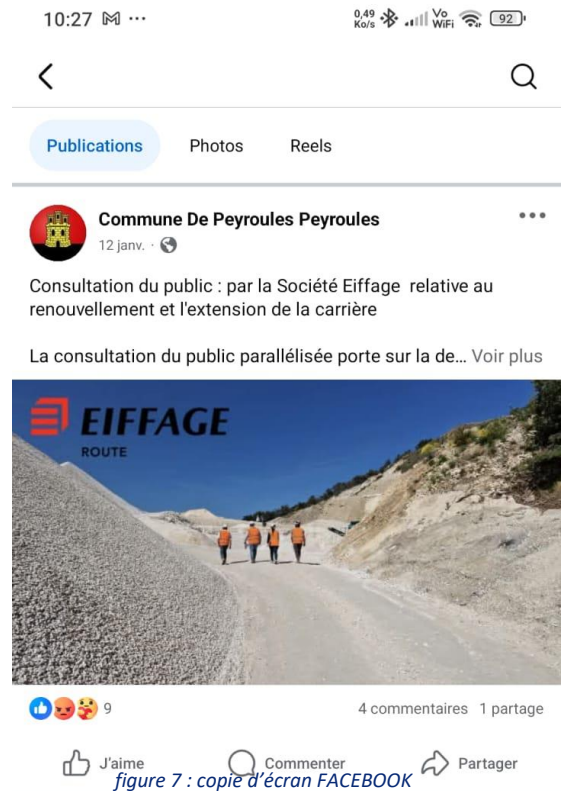 10:27 ...
0,49 Ko/s Vo WiFi 92
Publications Photos Reels
Commune De Peyroules Peyroules
12 janv. ·
Consultation du public : par la Société Eiffage relative au
renouvellement et l'extension de la carrière
La consultation du public parallélisée porte sur la de... Voir plus
EIFFAGE
ROUTE
9 4 commentaires 1 partage
J'aime Commenter Partager
figure 7 : copie d'écran FACEBOOK